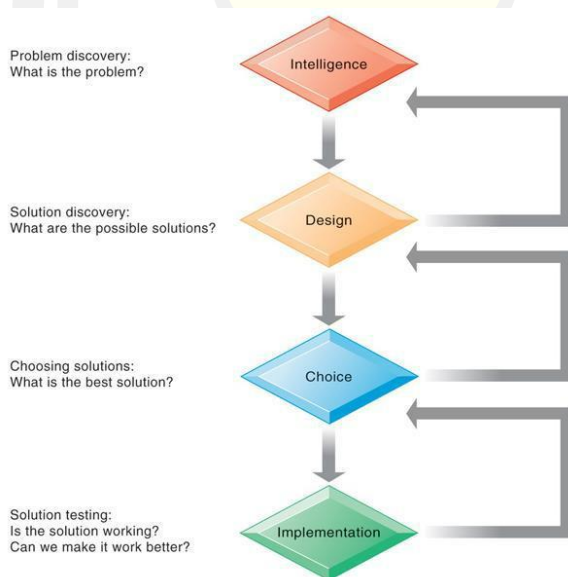 Problem discovery:
What is the problem?
Intelligence
Solution discovery:
What are the possible solutions?
Design
Choosing solutions:
What is the best solution?
Choice
Solution testing:
Is the solution working?
Can we make it work better?
Implementation